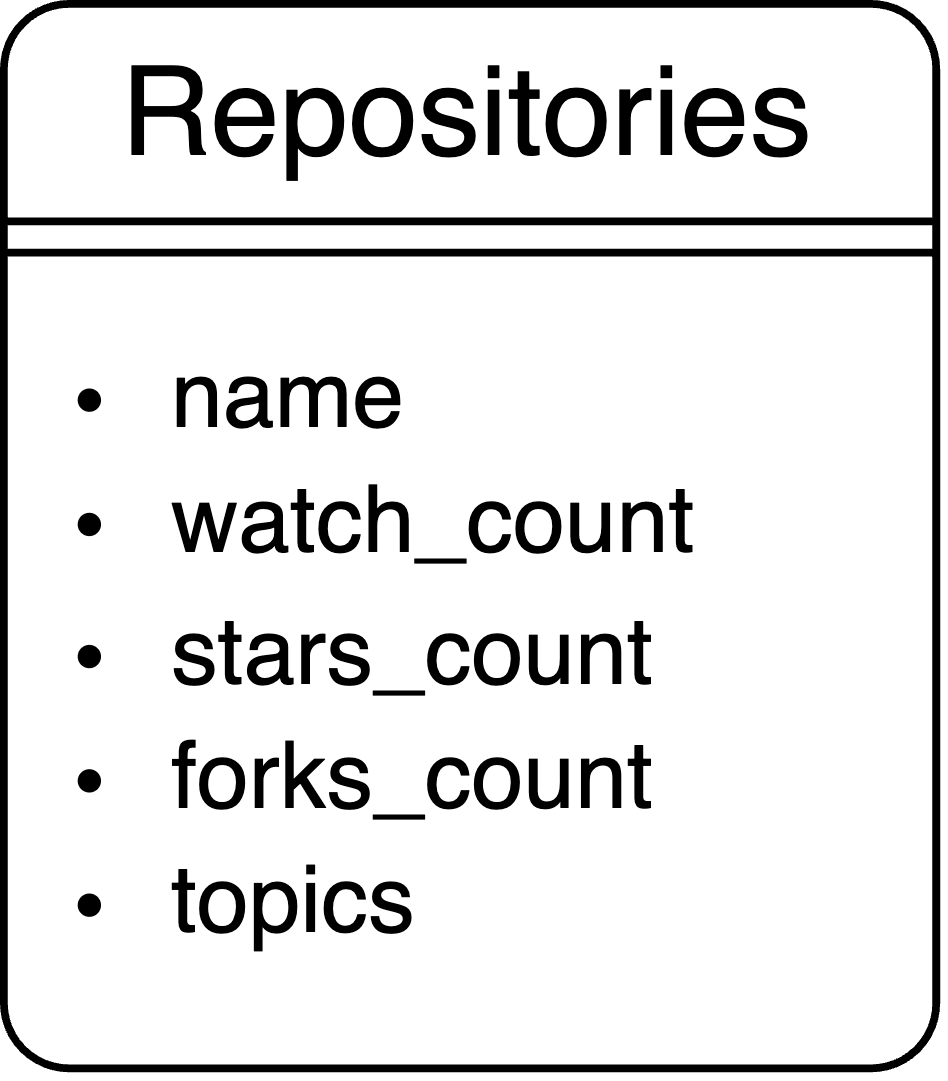 Repositories
• name
• watch_count
• stars_count
• forks_count
• topics